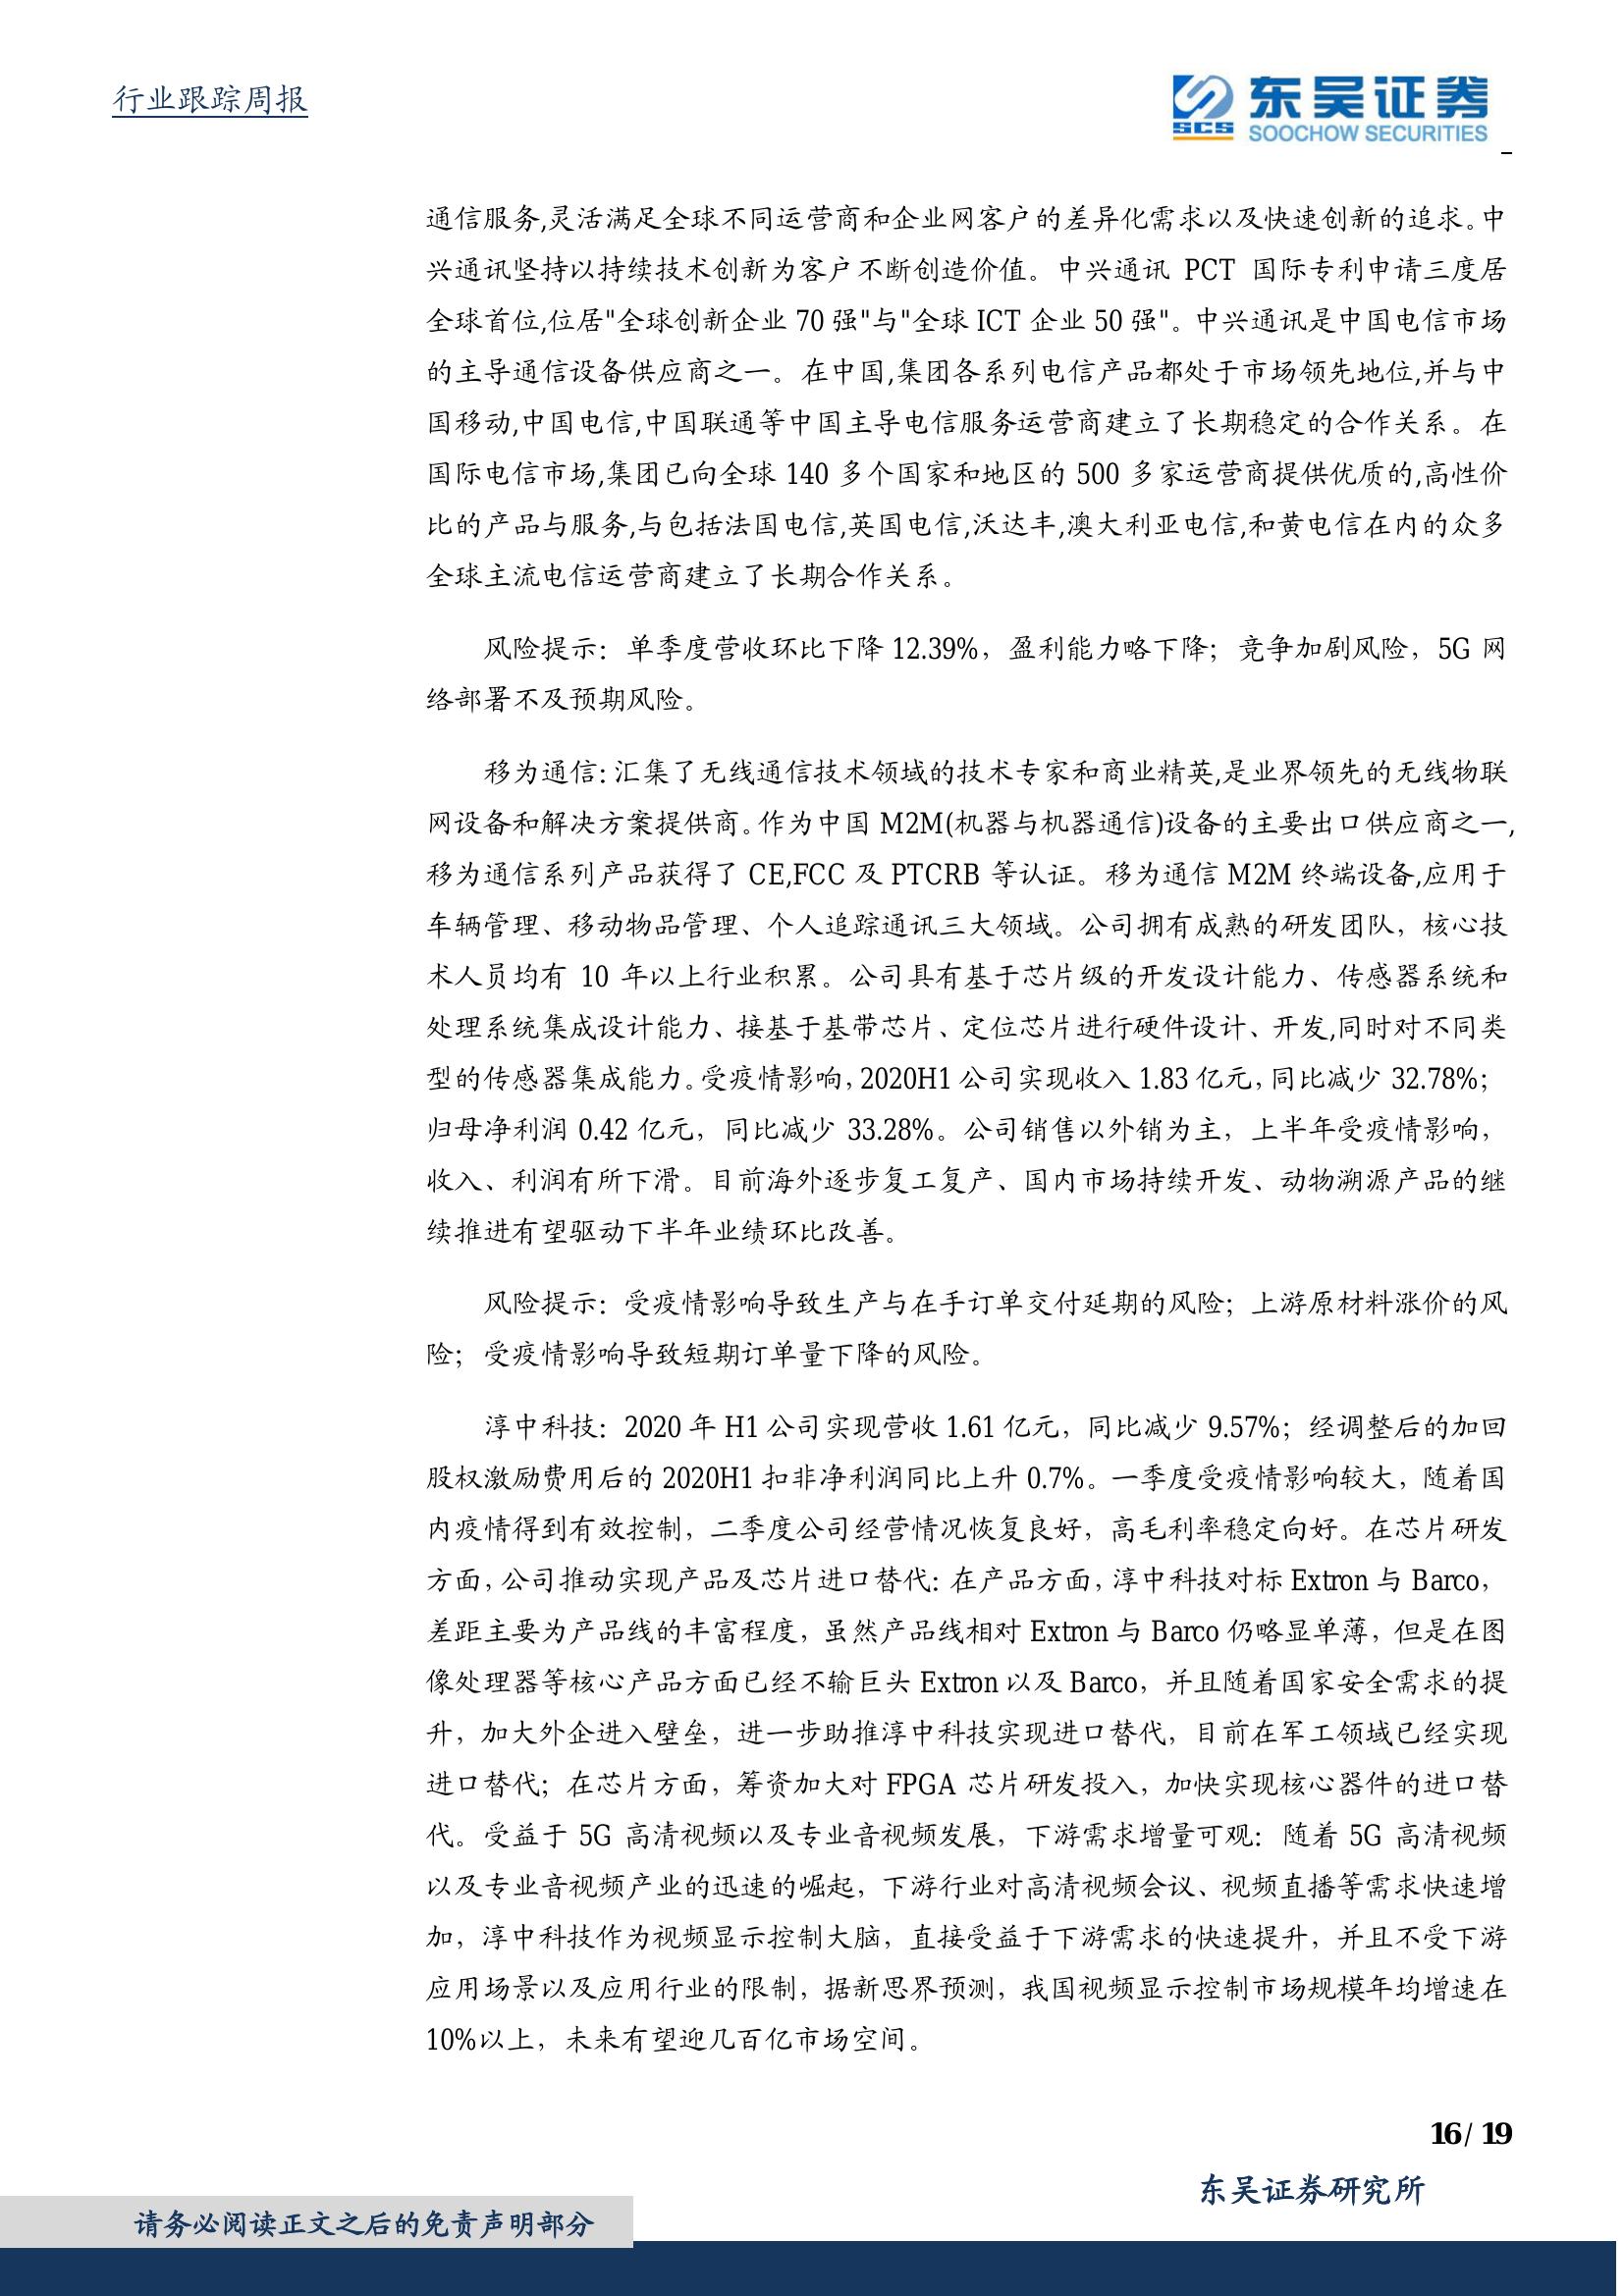 行业跟踪周报
SCS
东吴证券
SOOCHOW SECURITIES
通信服务,灵活满足全球不同运营商和企业网客户的差异化需求以及快速创新的追求。中
兴通讯坚持以持续技术创新为客户不断创造价值。中兴通讯 PCT 国际专利申请三度居
全球首位,位居"全球创新企业 70 强"与"全球 ICT 企业 50 强"。中兴通讯是中国电信市场
的主导通信设备供应商之一。在中国,集团各系列电信产品都处于市场领先地位,并与中
国移动,中国电信,中国联通等中国主导电信服务运营商建立了长期稳定的合作关系。在
国际电信市场,集团已向全球 140 多个国家和地区的 500 多家运营商提供优质的,高性价
比的产品与服务,与包括法国电信,英国电信,沃达丰,澳大利亚电信,和黄电信在内的众多
全球主流电信运营商建立了长期合作关系。
风险提示：单季度营收环比下降 12.39%，盈利能力略下降；竞争加剧风险，5G 网
络部署不及预期风险。
移为通信：汇集了无线通信技术领域的技术专家和商业精英,是业界领先的无线物联
网设备和解决方案提供商。作为中国 M2M(机器与机器通信)设备的主要出口供应商之一,
移为通信系列产品获得了 CE,FCC 及 PTCRB 等认证。移为通信 M2M 终端设备,应用于
车辆管理、移动物品管理、个人追踪通讯三大领域。公司拥有成熟的研发团队，核心技
术人员均有 10 年以上行业积累。公司具有基于芯片级的开发设计能力、传感器系统和
处理系统集成设计能力、接基于基带芯片、定位芯片进行硬件设计、开发,同时对不同类
型的传感器集成能力。受疫情影响，2020H1 公司实现收入 1.83 亿元，同比减少 32.78%；
归母净利润 0.42 亿元，同比减少 33.28%。公司销售以外销为主，上半年受疫情影响，
收入、利润有所下滑。目前海外逐步复工复产、国内市场持续开发、动物溯源产品的继
续推进有望驱动下半年业绩环比改善。
风险提示：受疫情影响导致生产与在手订单交付延期的风险；上游原材料涨价的风
险；受疫情影响导致短期订单量下降的风险。
淳中科技：2020 年 H1 公司实现营收 1.61 亿元，同比减少 9.57%；经调整后的加回
股权激励费用后的 2020H1 扣非净利润同比上升 0.7%。一季度受疫情影响较大，随着国
内疫情得到有效控制，二季度公司经营情况恢复良好，高毛利率稳定向好。在芯片研发
方面，公司推动实现产品及芯片进口替代：在产品方面，淳中科技对标 Extron 与 Barco，
差距主要为产品线的丰富程度，虽然产品线相对 Extron 与 Barco 仍略显单薄，但是在图
像处理器等核心产品方面已经不输巨头 Extron 以及 Barco，并且随着国家安全需求的提
升，加大外企进入壁垒，进一步助推淳中科技实现进口替代，目前在军工领域已经实现
进口替代；在芯片方面，筹资加大对 FPGA 芯片研发投入，加快实现核心器件的进口替
代。受益于 5G 高清视频以及专业音视频发展，下游需求增量可观：随着 5G 高清视频
以及专业音视频产业的迅速的崛起，下游行业对高清视频会议、视频直播等需求快速增
加，淳中科技作为视频显示控制大脑，直接受益于下游需求的快速提升，并且不受下游
应用场景以及应用行业的限制，据新思界预测，我国视频显示控制市场规模年均增速在
10%以上，未来有望迎几百亿市场空间。
16 / 19
东吴证券研究所
请务必阅读正文之后的免责声明部分